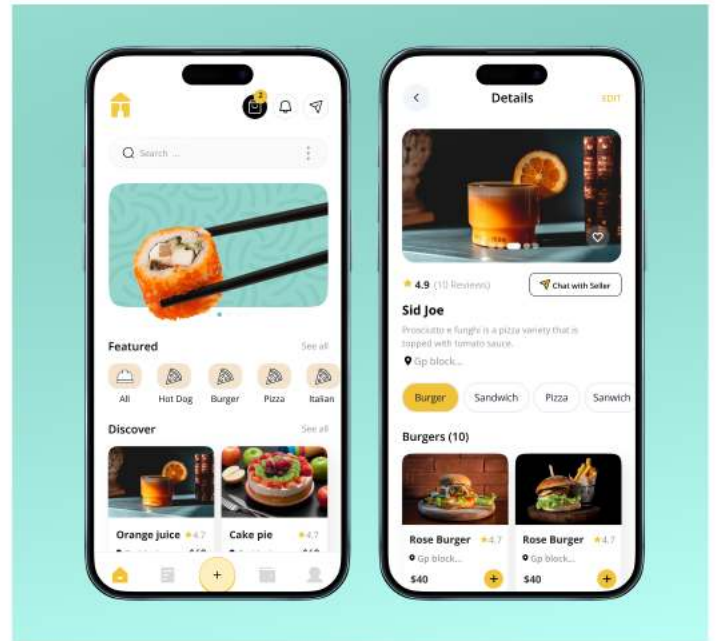 2
Search ...
Featured
See all
All
Hot Dog
Burger
Pizza
Italian
Discover
See all
Orange juice
4.7
Cake pie
4.7
+
Details
EDIT
4.9 (10 Reviews)
Chat with Seller
Sid Joe
Prosciutto e funghi is a pizza variety that is
topped with tomato sauce.
Gp block...
Burger
Sandwich
Pizza
Sanwich
Burgers (10)
Rose Burger
4.7
Rose Burger
4.7
Gp block...
Gp block...
$40
+
$40
+